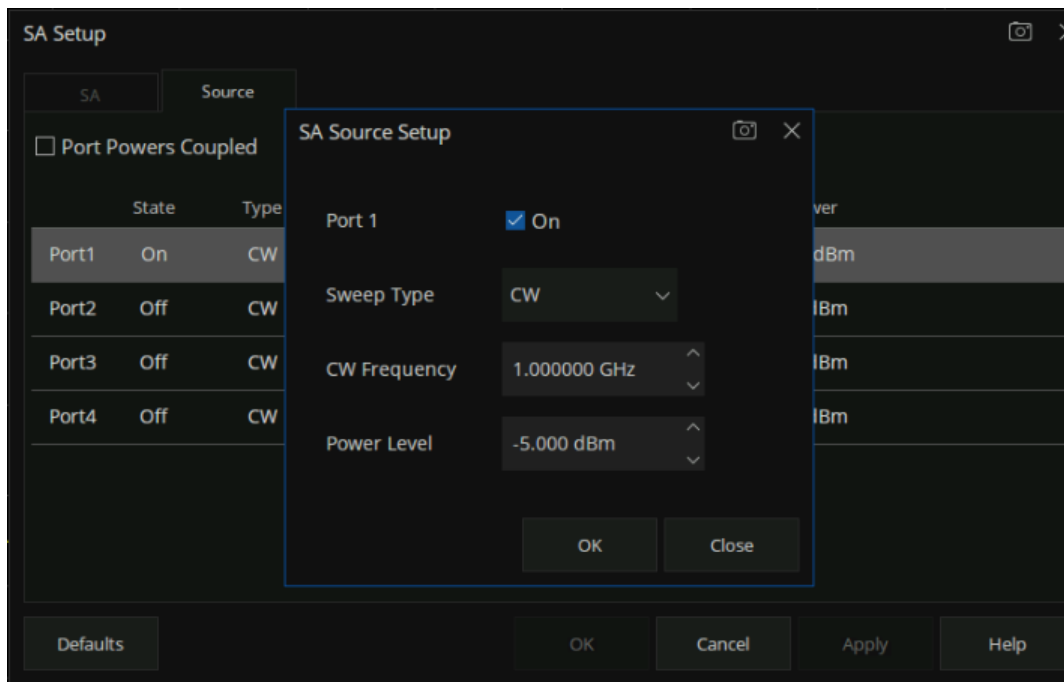 SA Setup
SA
Source
Port Powers Coupled
State Type
Port1 On CW dBm
Port2 Off CW
Port3 Off CW
Port4 Off CW
SA Source Setup
Port 1 On
Sweep Type CW
CW Frequency 1.000000 GHz
Power Level -5.000 dBm
OK Close
Defaults OK Cancel Apply Help